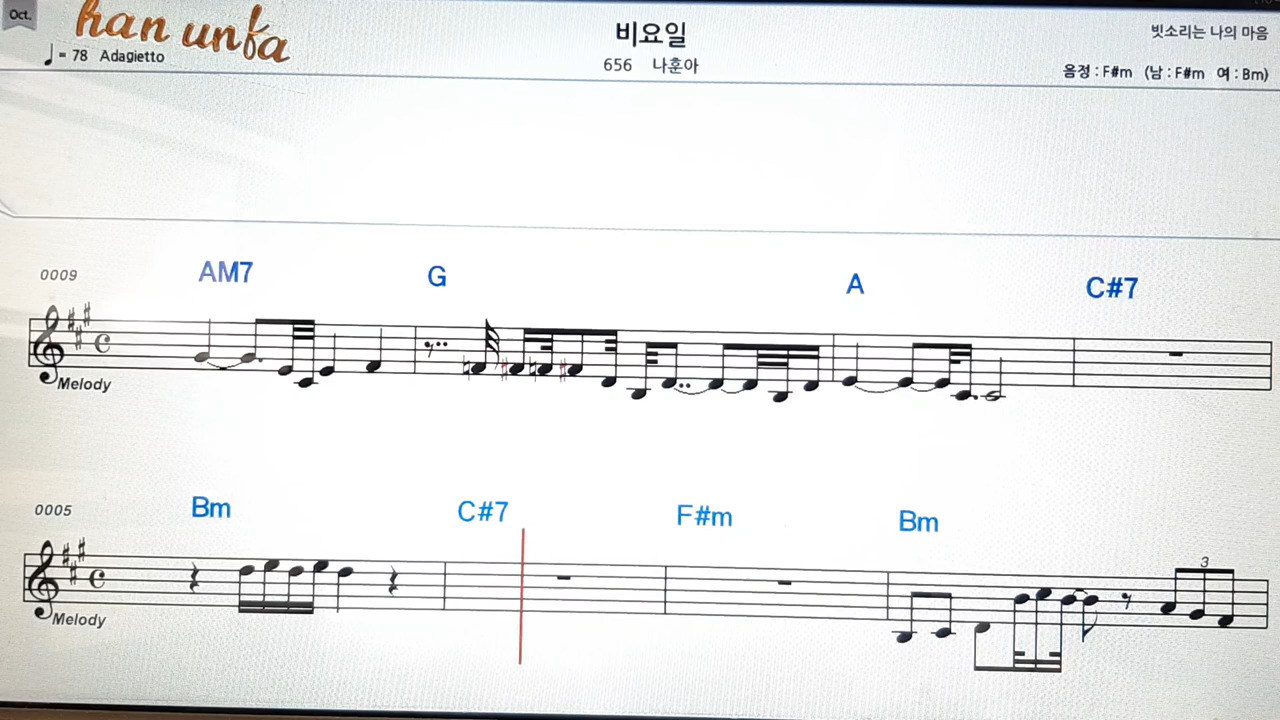 Oct.
han unfa
= 78 Adagietto
비요일
656 나훈아
빗소리는 나의 마음
음정 : F#m (남 : F#m 여 : Bm)
0009
AM7 G A C#7
Melody
0005
Bm C#7 F#m Bm
3
Melody